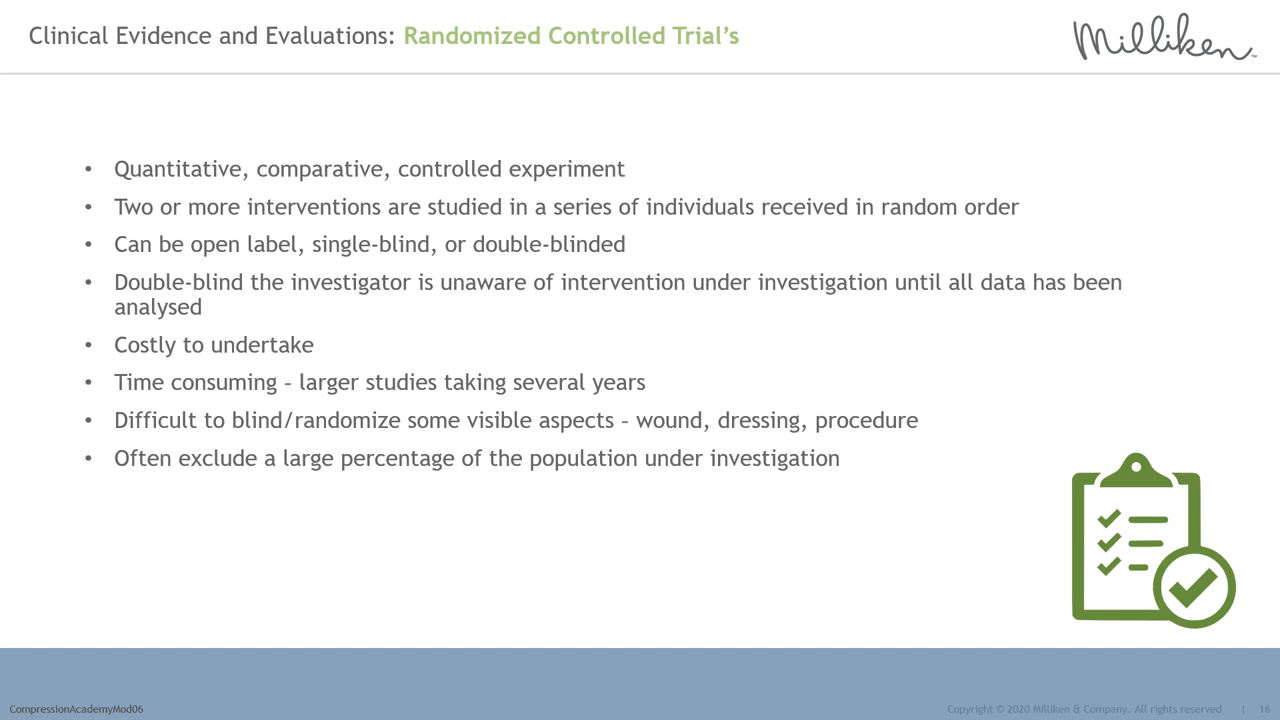 Clinical Evidence and Evaluations: Randomized Controlled Trial’s
Milliken™
• Quantitative, comparative, controlled experiment
• Two or more interventions are studied in a series of individuals received in random order
• Can be open label, single-blind, or double-blinded
• Double-blind the investigator is unaware of intervention under investigation until all data has been
analysed
• Costly to undertake
• Time consuming – larger studies taking several years
• Difficult to blind/randomize some visible aspects – wound, dressing, procedure
• Often exclude a large percentage of the population under investigation
CompressionAcademyMod06
Copyright © 2020 Milliken & Company. All rights reserved | 16